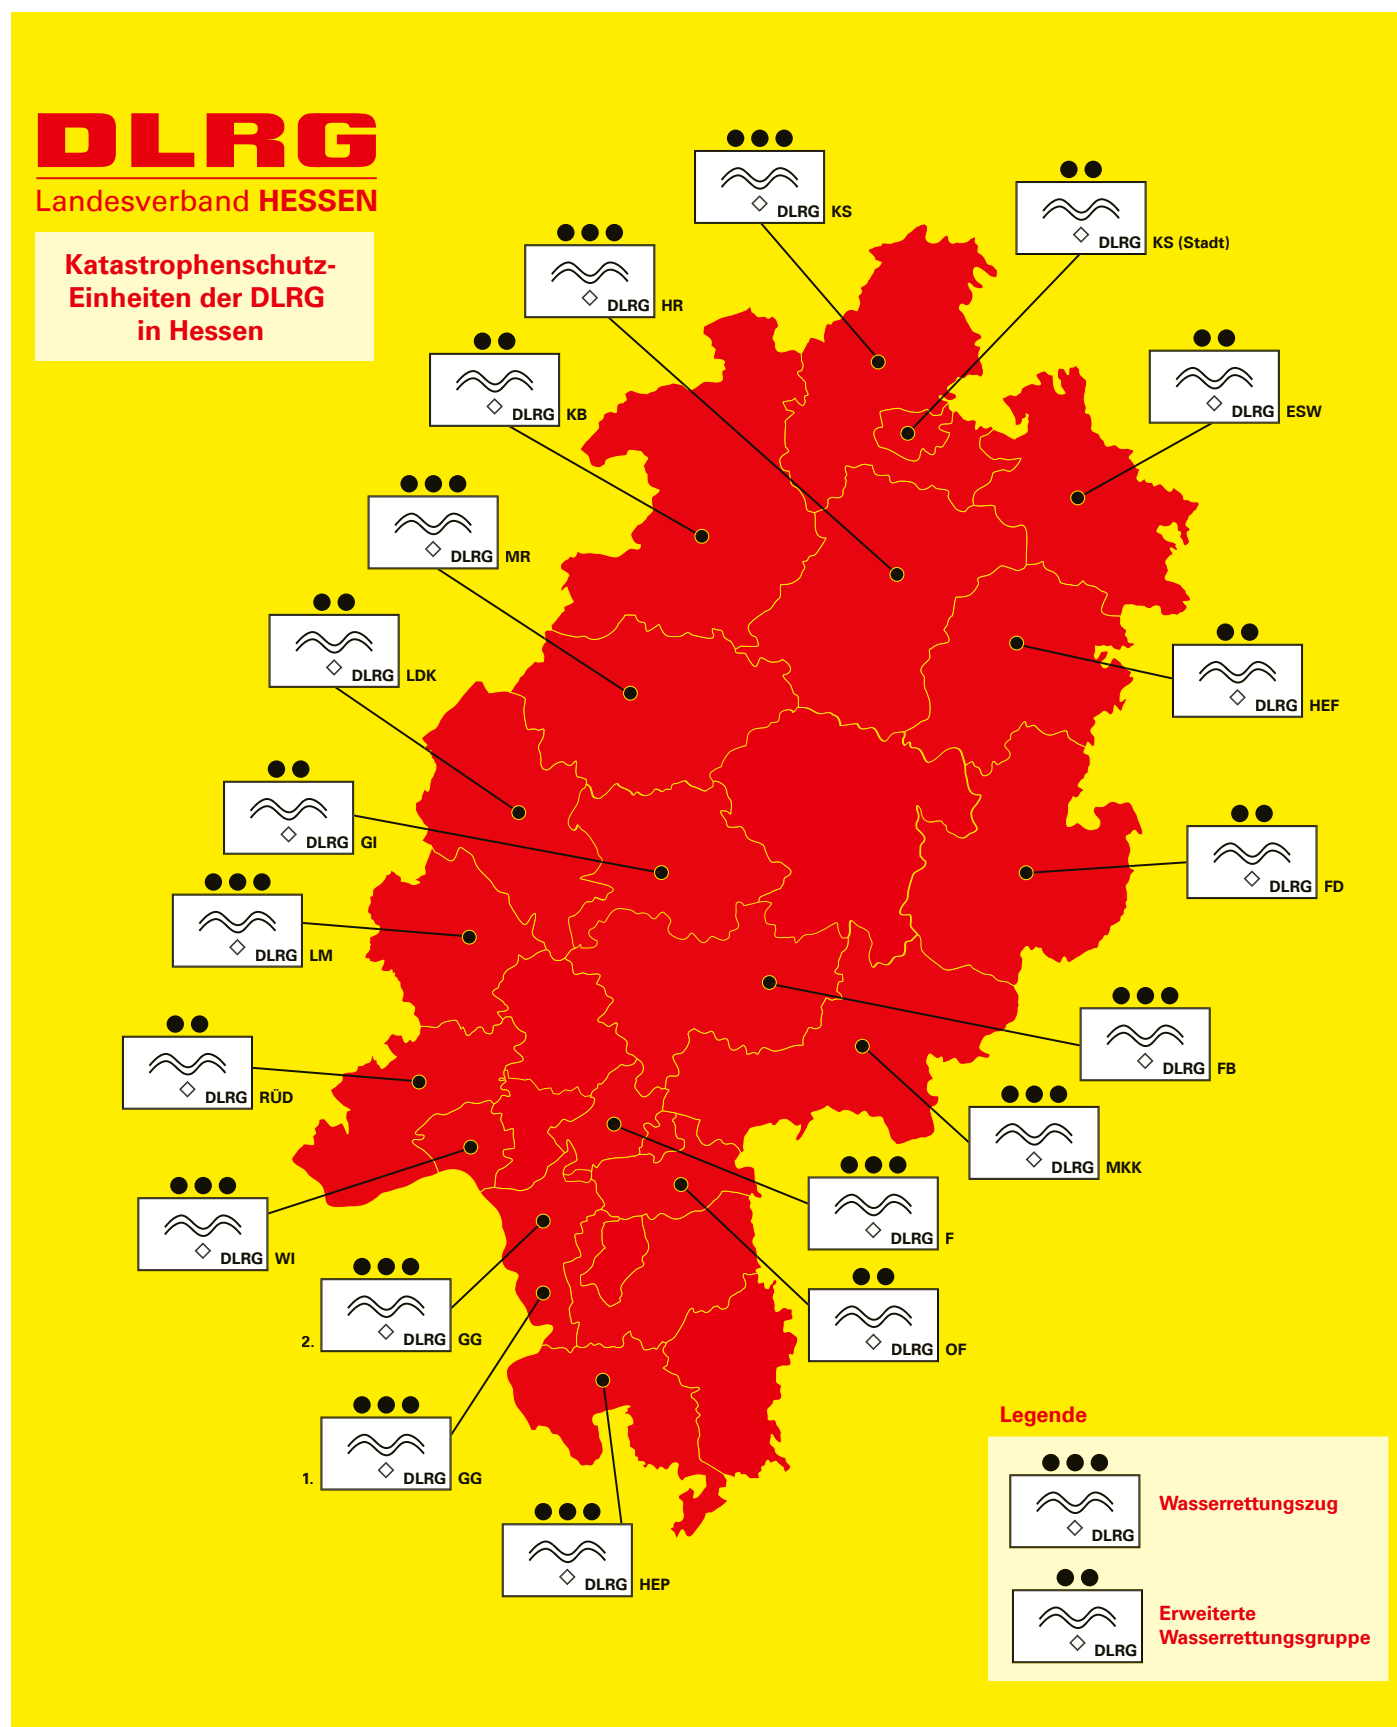 DLRG
Landesverband HESSEN
Katastrophenschutz-
Einheiten der DLRG
in Hessen
DLRG KS
DLRG KS (Stadt)
DLRG HR
DLRG KB
DLRG ESW
DLRG MR
DLRG LDK
DLRG HEF
DLRG GI
DLRG FD
DLRG LM
DLRG FB
DLRG RÜD
DLRG MKK
DLRG F
DLRG WI
2. DLRG GG
DLRG OF
1. DLRG GG
DLRG HEP
Legende
DLRG
Wasserrettungszug
DLRG
Erweiterte
Wasserrettungsgruppe